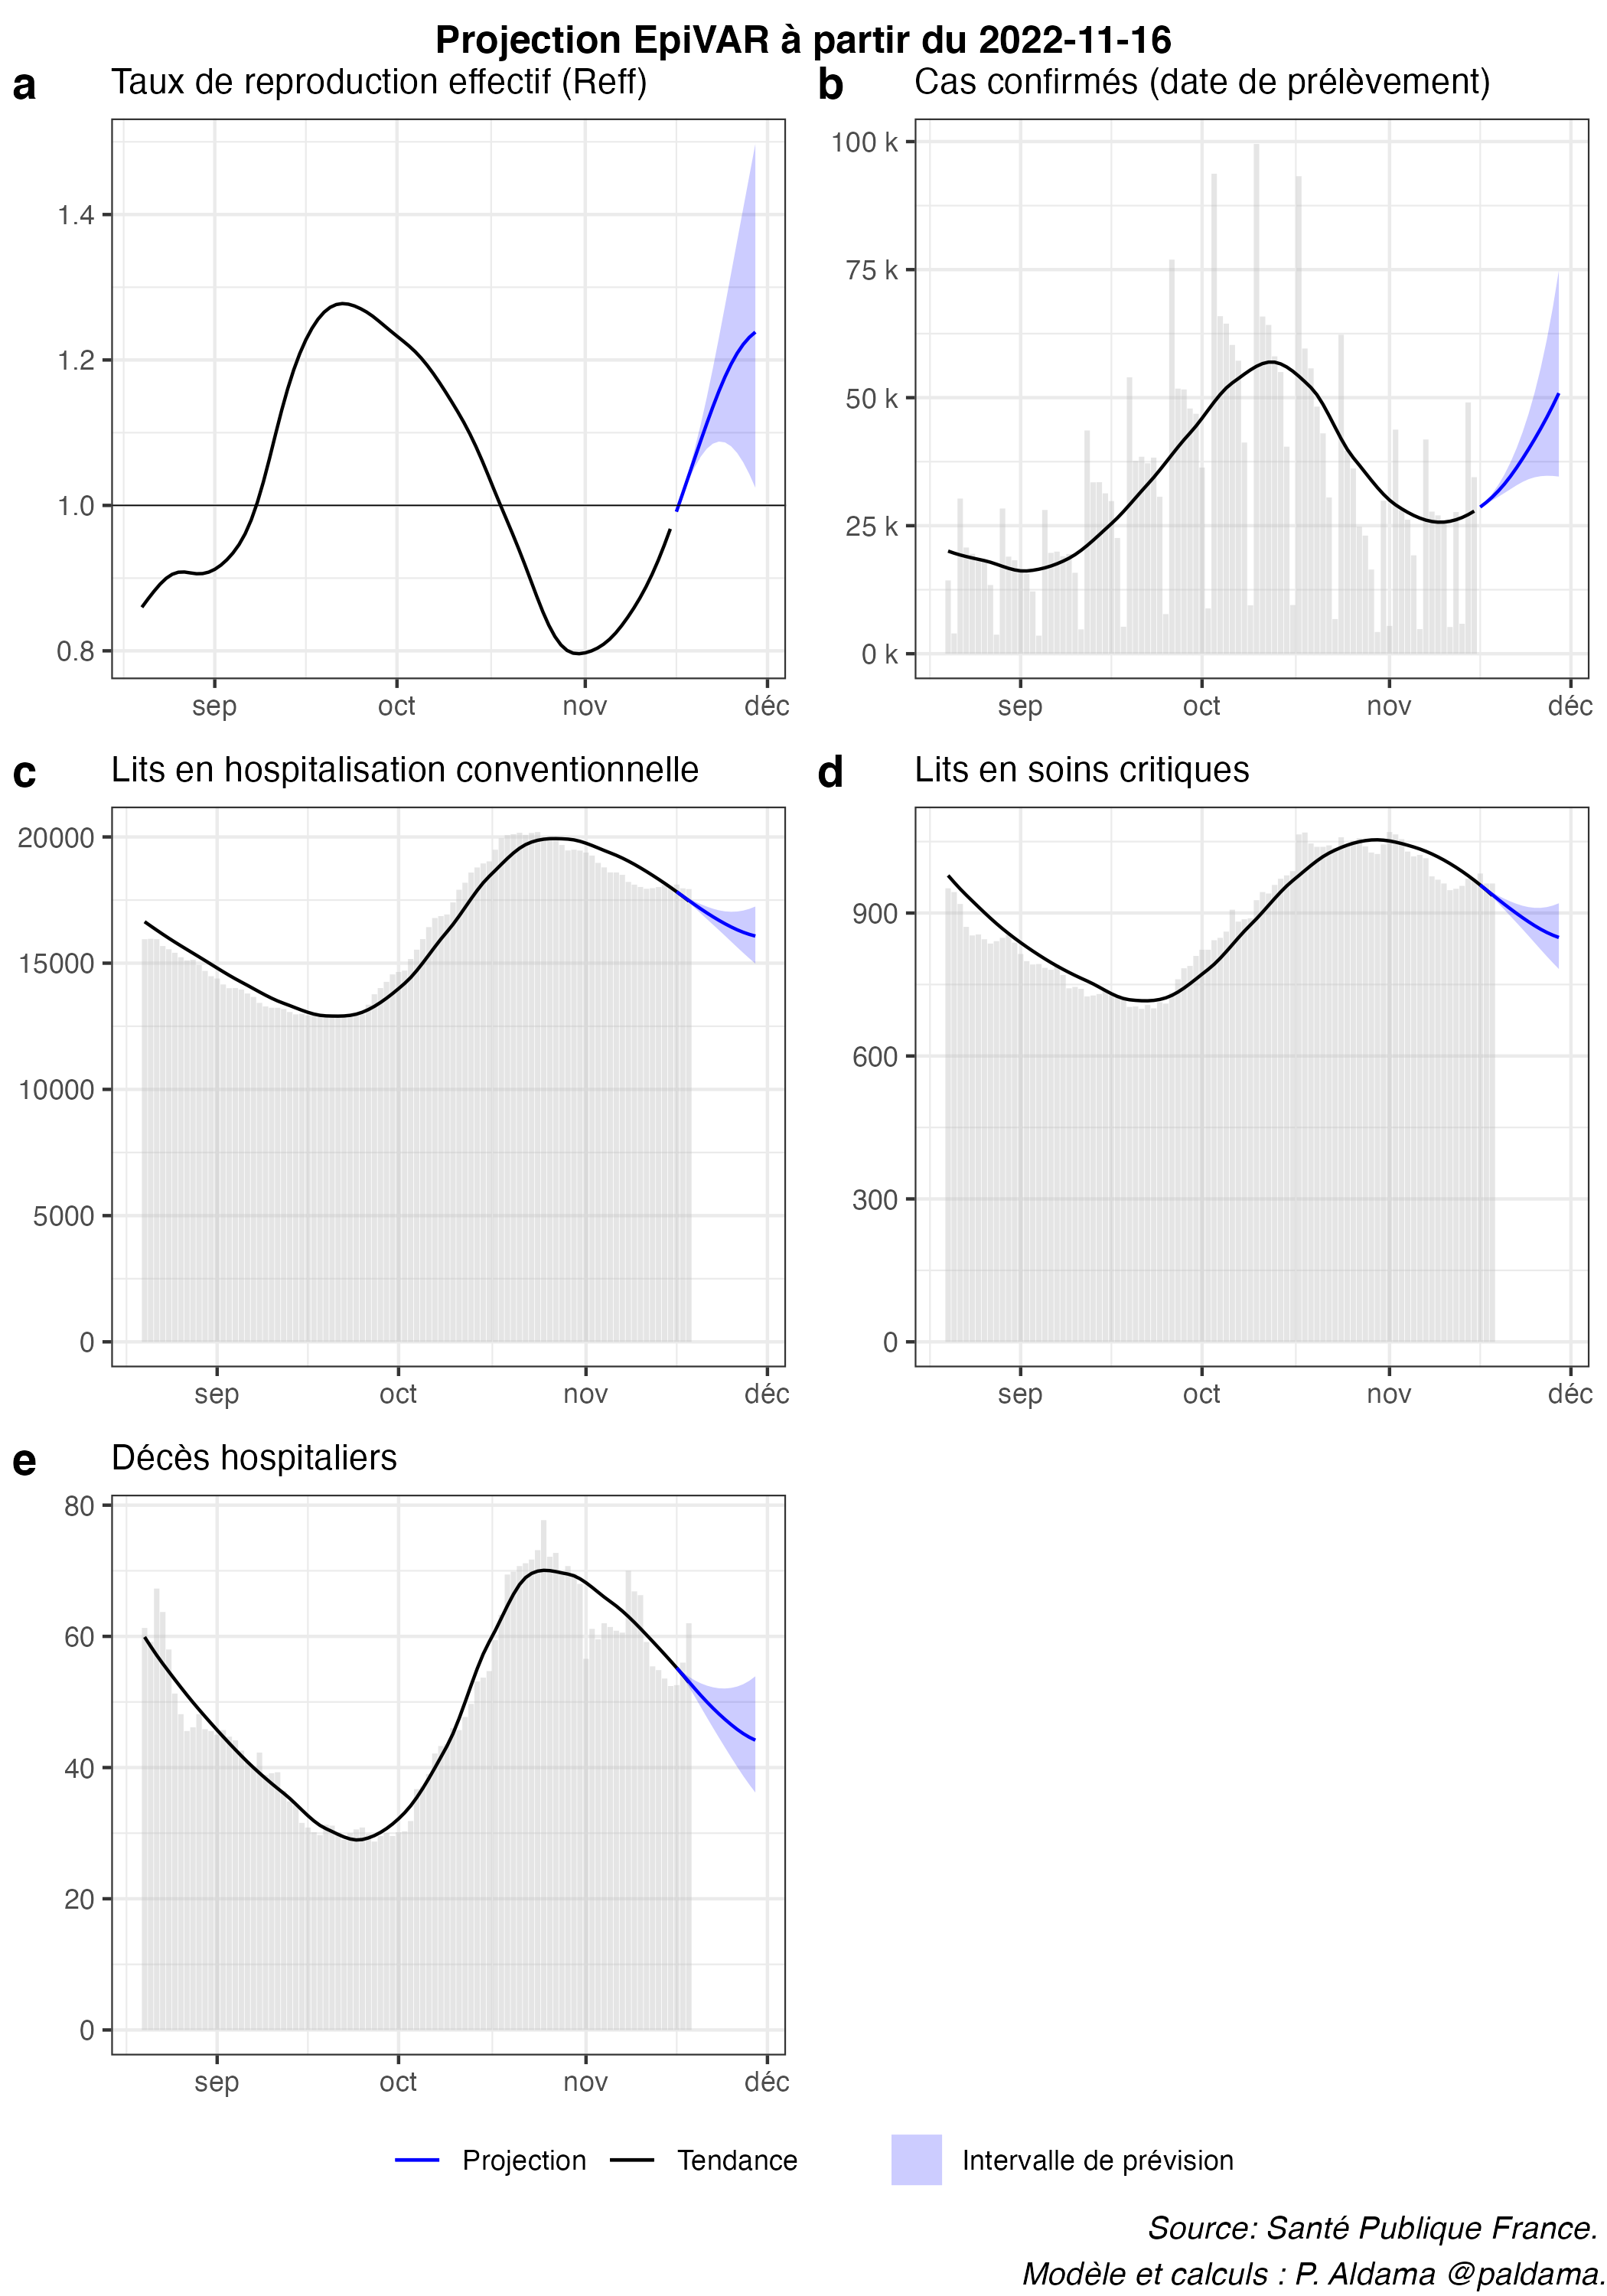 Projection EpiVAR à partir du 2022-11-16
a Taux de reproduction effectif (Reff)
1.4
1.2
1.0
0.8
sep oct nov déc
b Cas confirmés (date de prélèvement)
100 k
75 k
50 k
25 k
0 k
sep oct nov déc
c Lits en hospitalisation conventionnelle
20000
15000
10000
5000
0
sep oct nov déc
d Lits en soins critiques
900
600
300
0
sep oct nov déc
e Décès hospitaliers
80
60
40
20
0
sep oct nov déc
Projection Tendance Intervalle de prévision
Source: Santé Publique France.
Modèle et calculs : P. Aldama @paldama.